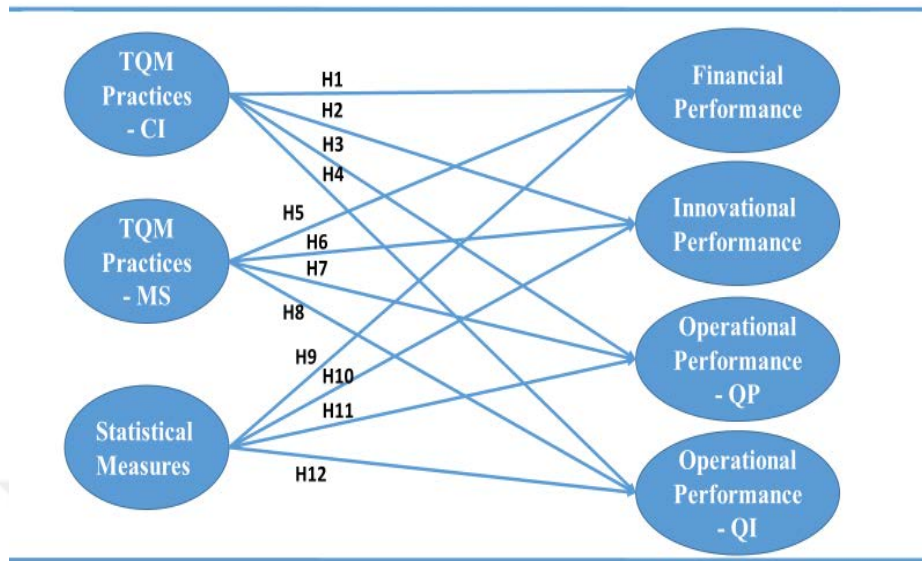 TQM
Practices
- CI
TQM
Practices
- MS
Statistical
Measures
H1
H2
H3
H4
H5
H6
H7
H8
H9
H10
H11
H12
Financial
Performance
Innovational
Performance
Operational
Performance
- QP
Operational
Performance
- QI